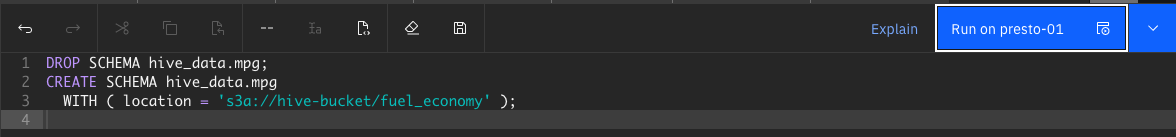 Explain
Run on presto-01
1 DROP SCHEMA hive_data.mpg;
2 CREATE SCHEMA hive_data.mpg
3 WITH ( location = 's3a://hive-bucket/fuel_economy' );
4